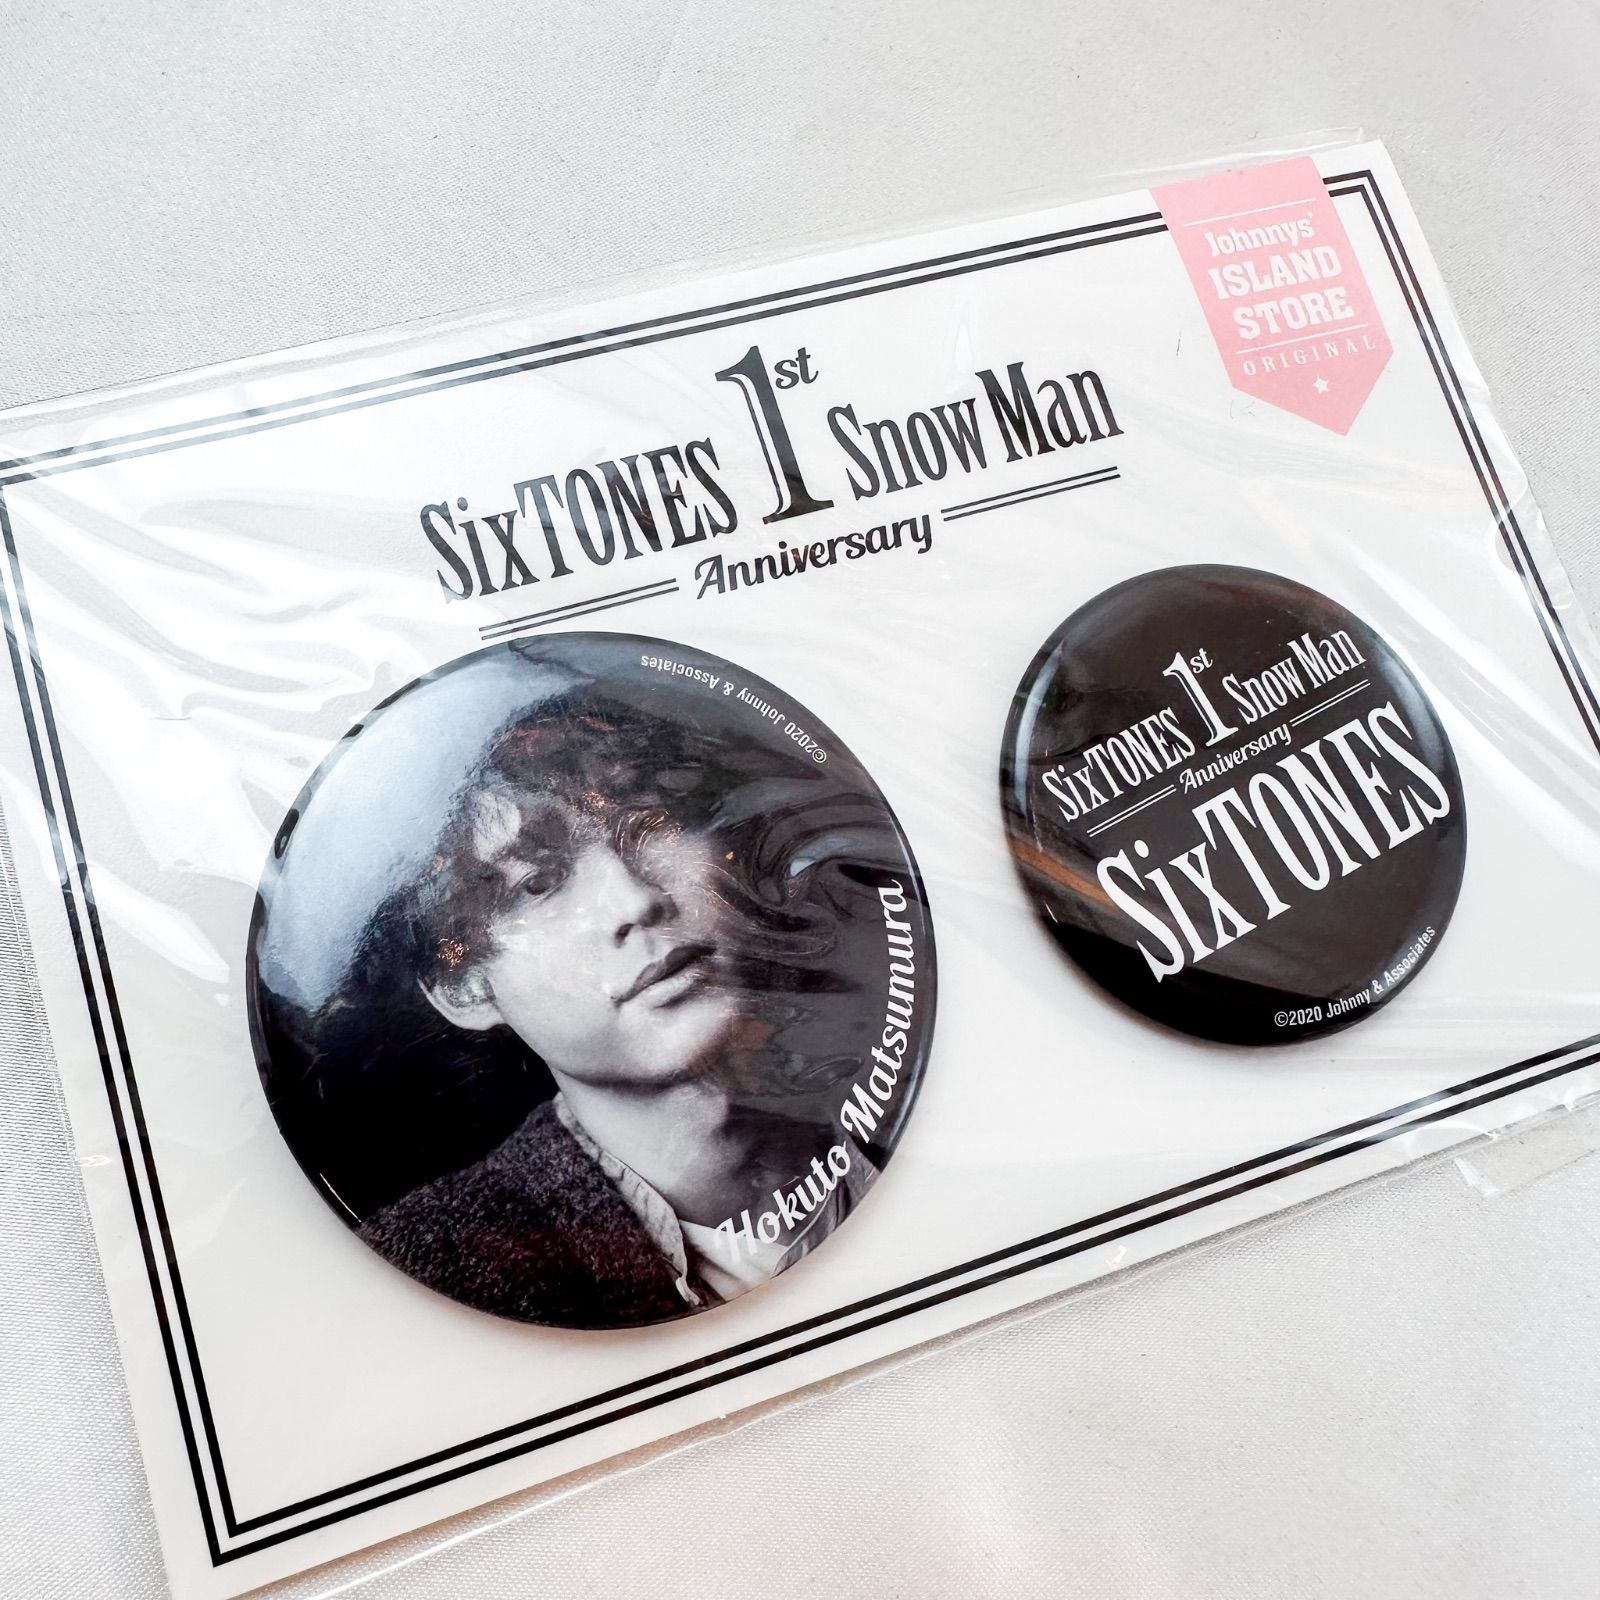 Johnnys'
ISLAND
STORE
ORIGINAL
SixTONES 1st Snow Man
Anniversary
©2020 Johnny & Associates
Hokuto Matsumura
SixTONES 1st Snow Man
Anniversary
SixTONES
©2020 Johnny & Associates